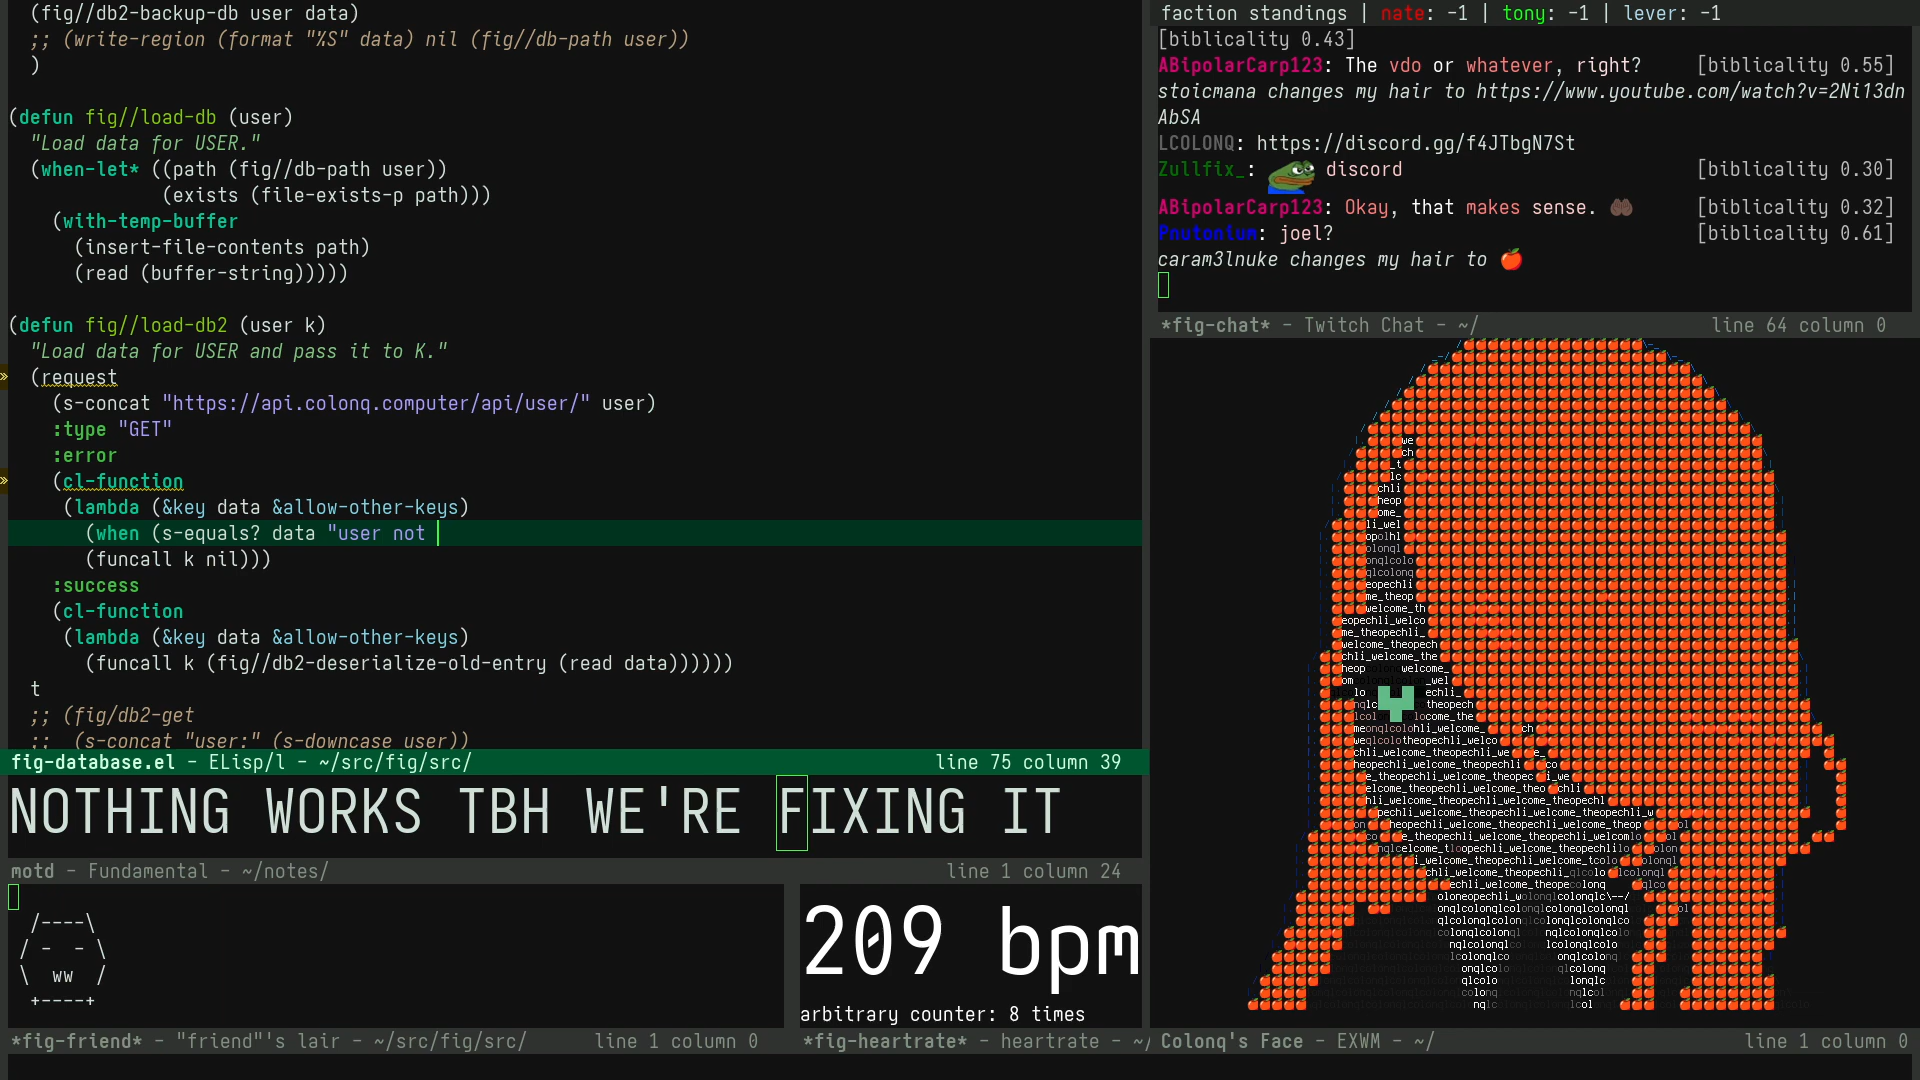 (fig//db2-backup-db user data)
;; (write-region (format "%S" data) nil (fig//db-path user))
)
(defun fig//load-db (user)
"Load data for USER."
(when-let* ((path (fig//db-path user))
(exists (file-exists-p path)))
(with-temp-buffer
(insert-file-contents path)
(read (buffer-string)))))
(defun fig//load-db2 (user k)
"Load data for USER and pass it to K."
(request
(s-concat "https://api.colonq.computer/api/user/" user)
:type "GET"
:error
(cl-function
(lambda (&key data &allow-other-keys)
(when (s-equals? data "user not
(funcall k nil)))
:success
(cl-function
(lambda (&key data &allow-other-keys)
(funcall k (fig//db2-deserialize-old-entry (read data))))))
t
;; (fig/db2-get
;;  (s-concat "user:" (s-downcase user))
fig-database.el - ELisp/l - ~/src/fig/src/ line 75 column 39
NOTHING WORKS TBH WE'RE FIXING IT
motd - Fundamental - ~/notes/ line 1 column 24
/----\
/ -  - \
\  ww  /
+----+
*fig-friend* - "friend"'s lair - ~/src/fig/src/ line 1 column 0
209 bpm
arbitrary counter: 8 times
*fig-heartrate* - heartrate - ~/
faction standings | nate: -1 | tony: -1 | lever: -1
[biblicality 0.43]
ABipolarCarp123: The vdo or whatever, right? [biblicality 0.55]
stoicmana changes my hair to https://www.youtube.com/watch?v=2Ni13dn
AbSA
LCOLONQ: https://discord.gg/f4JTbgN7St
Zullfix_: discord [biblicality 0.30]
ABipolarCarp123: Okay, that makes sense. [biblicality 0.32]
Pnutonium: joel? [biblicality 0.61]
caram3lnuke changes my hair to
*fig-chat* - Twitch Chat - ~/ line 64 column 0
Colonq's Face - EXWM - ~/ line 1 column 0